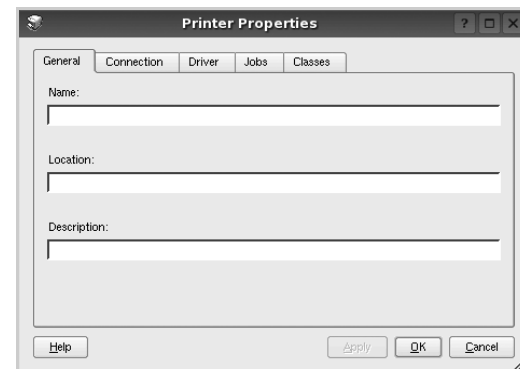 Printer Properties
General Connection Driver Jobs Classes
Name:
Location:
Description:
Help Apply OK Cancel